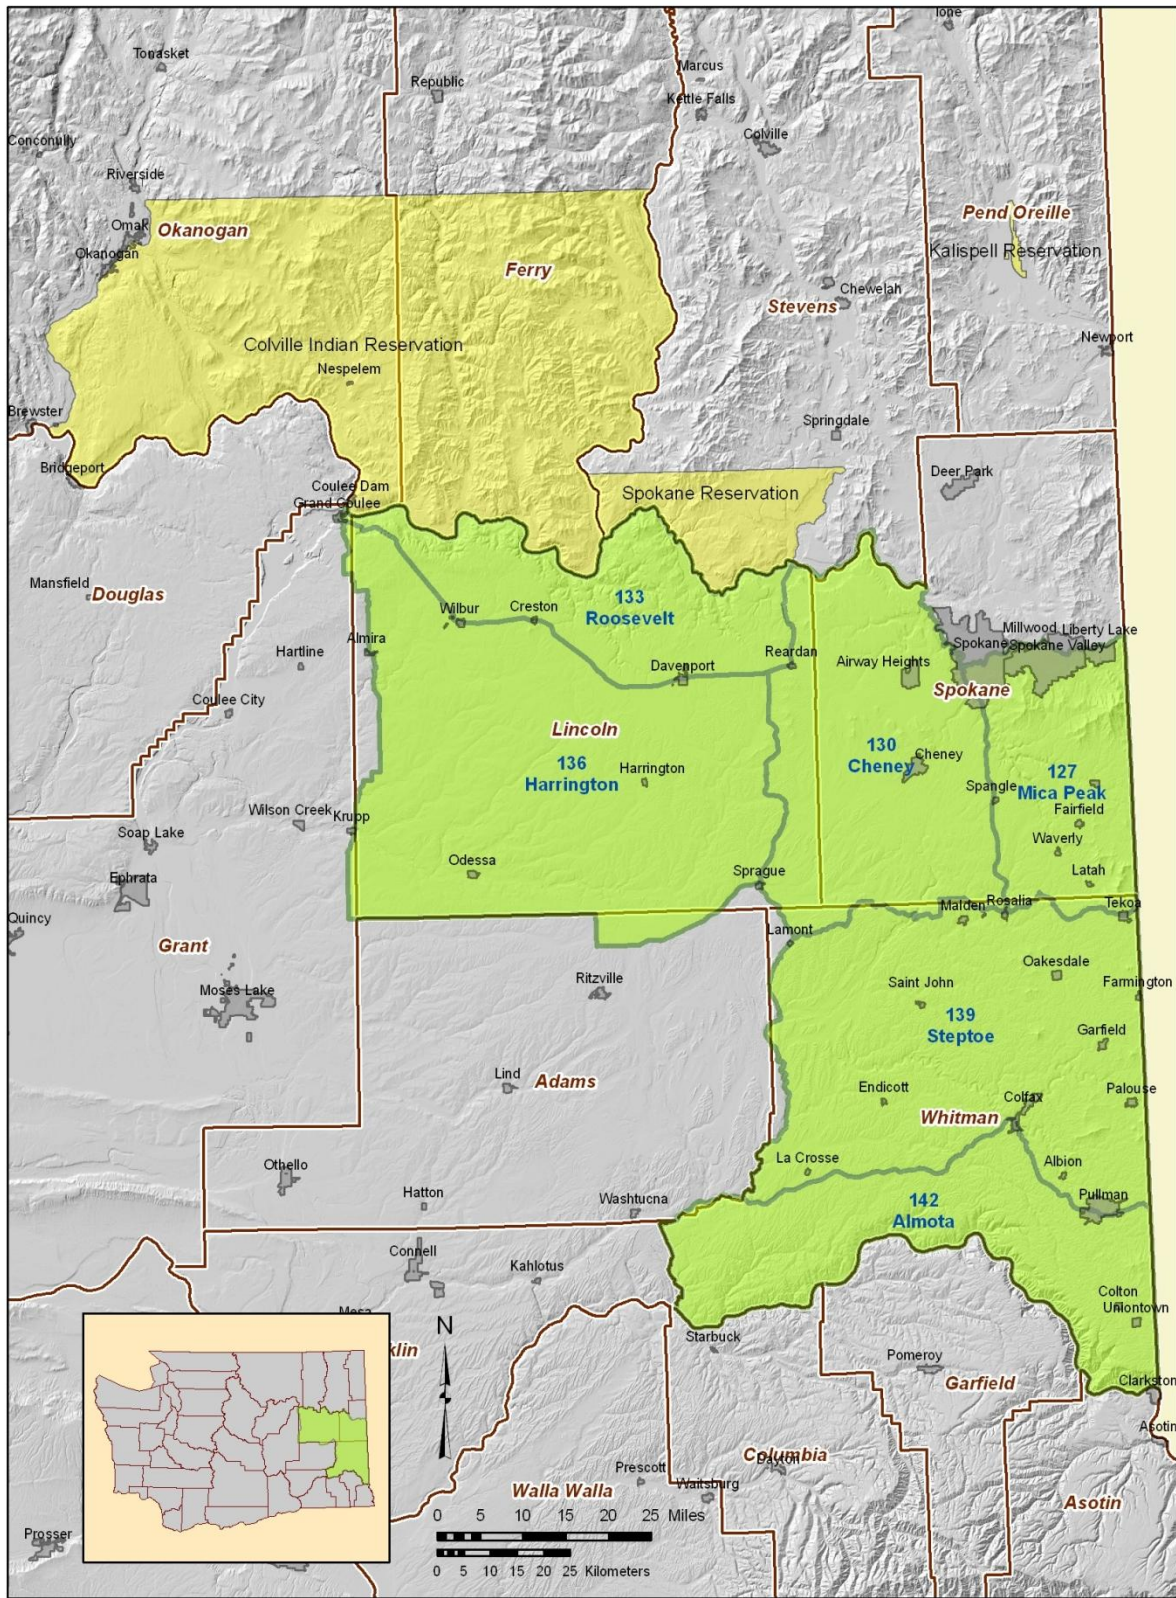 Ione
Tonasket
Republic
Marcus
Kettle Falls
Colville
Conconully
Riverside
Omak
Okanogan
Okanogan
Pend Oreille
Kalispell Reservation
Ferry
Chewelah
Stevens
Newport
Colville Indian Reservation
Nespelem
Brewster
Springdale
Bridgeport
Deer Park
Coulee Dam
Grand Coulee
Spokane Reservation
Mansfield
Douglas
133
Roosevelt
Wilbur
Creston
Millwood
Liberty Lake
Spokane
Spokane Valley
Almira
Hartline
Reardan
Airway Heights
Davenport
Spokane
Coulee City
Lincoln
136
Harrington
Harrington
130
Cheney
Cheney
127
Mica Peak
Spangle
Fairfield
Wilson Creek
Krupp
Soap Lake
Waverly
Odessa
Sprague
Latah
Ephrata
Quincy
Malden
Rosalia
Tekoa
Lamont
Grant
Ritzville
Oakesdale
Moses Lake
Saint John
Farmington
139
Steptoe
Garfield
Lind
Adams
Endicott
Colfax
Palouse
Whitman
Othello
La Crosse
Albion
Hatton
Washtucna
142
Almota
Pullman
Connell
Kahlotus
Colton
Uniontown
Mesa
N
klin
Starbuck
Pomeroy
Garfield
Clarkston
Asotin
Columbia
Dayton
Prescott
Waitsburg
Walla Walla
Asotin
Prosser
0 5 10 15 20 25 Miles
0 5 10 15 20 25 Kilometers